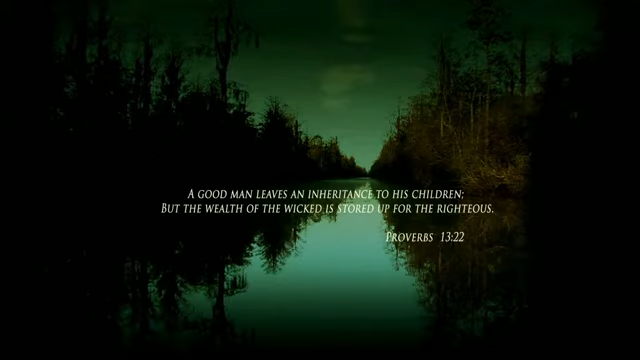 A GOOD MAN LEAVES AN INHERITANCE TO HIS CHILDREN;
BUT THE WEALTH OF THE WICKED IS STORED UP FOR THE RIGHTEOUS.
PROVERBS 13:22